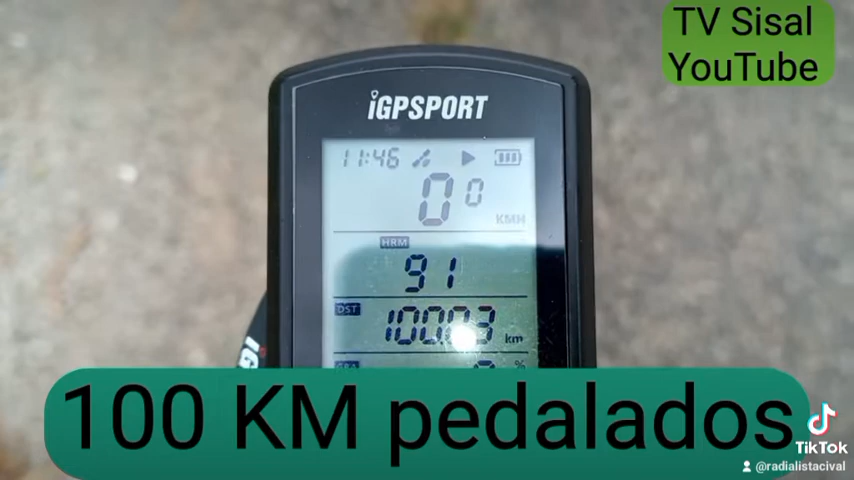 TV Sisal
YouTube
iGPSPORT
11:46
0 0
KMH
HRM
91
DST
100.03 km
%
100 KM pedalados
TikTok
@radialistacival